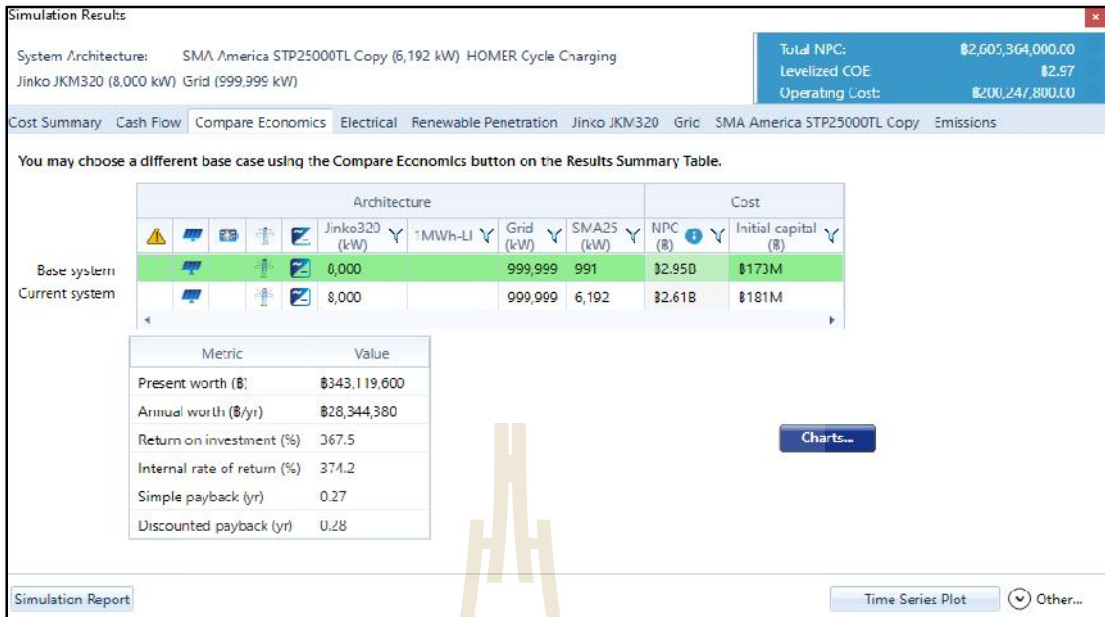 Simulation Results
System Architecture: SMA America STP25000TL Copy (6,192 kW) HOMER Cycle Charging
Jinko JKM320 (8,000 kW) Grid (999,999 kW)
Total NPC: ฿2,605,364,000.00
Levelized COE: ฿2.97
Operating Cost: ฿200,247,800.00
Cost Summary Cash Flow Compare Economics Electrical Renewable Penetration Jinko JKM320 Grid SMA America STP25000TL Copy Emissions
You may choose a different base case using the Compare Economics button on the Results Summary Table.
Architecture Cost
Jinko320 (kW) 1MWh-LI Grid (kW) SMA25 (kW) NPC (฿) Initial capital (฿)
Base system 8,000 999,999 991 ฿2.95B ฿173M
Current system 8,000 999,999 6,192 ฿2.61B ฿181M
Metric Value
Present worth (฿) ฿343,119,600
Annual worth (฿/yr) ฿28,344,380
Return on investment (%) 367.5
Internal rate of return (%) 374.2
Simple payback (yr) 0.27
Discounted payback (yr) 0.28
Charts...
Simulation Report Time Series Plot Other...